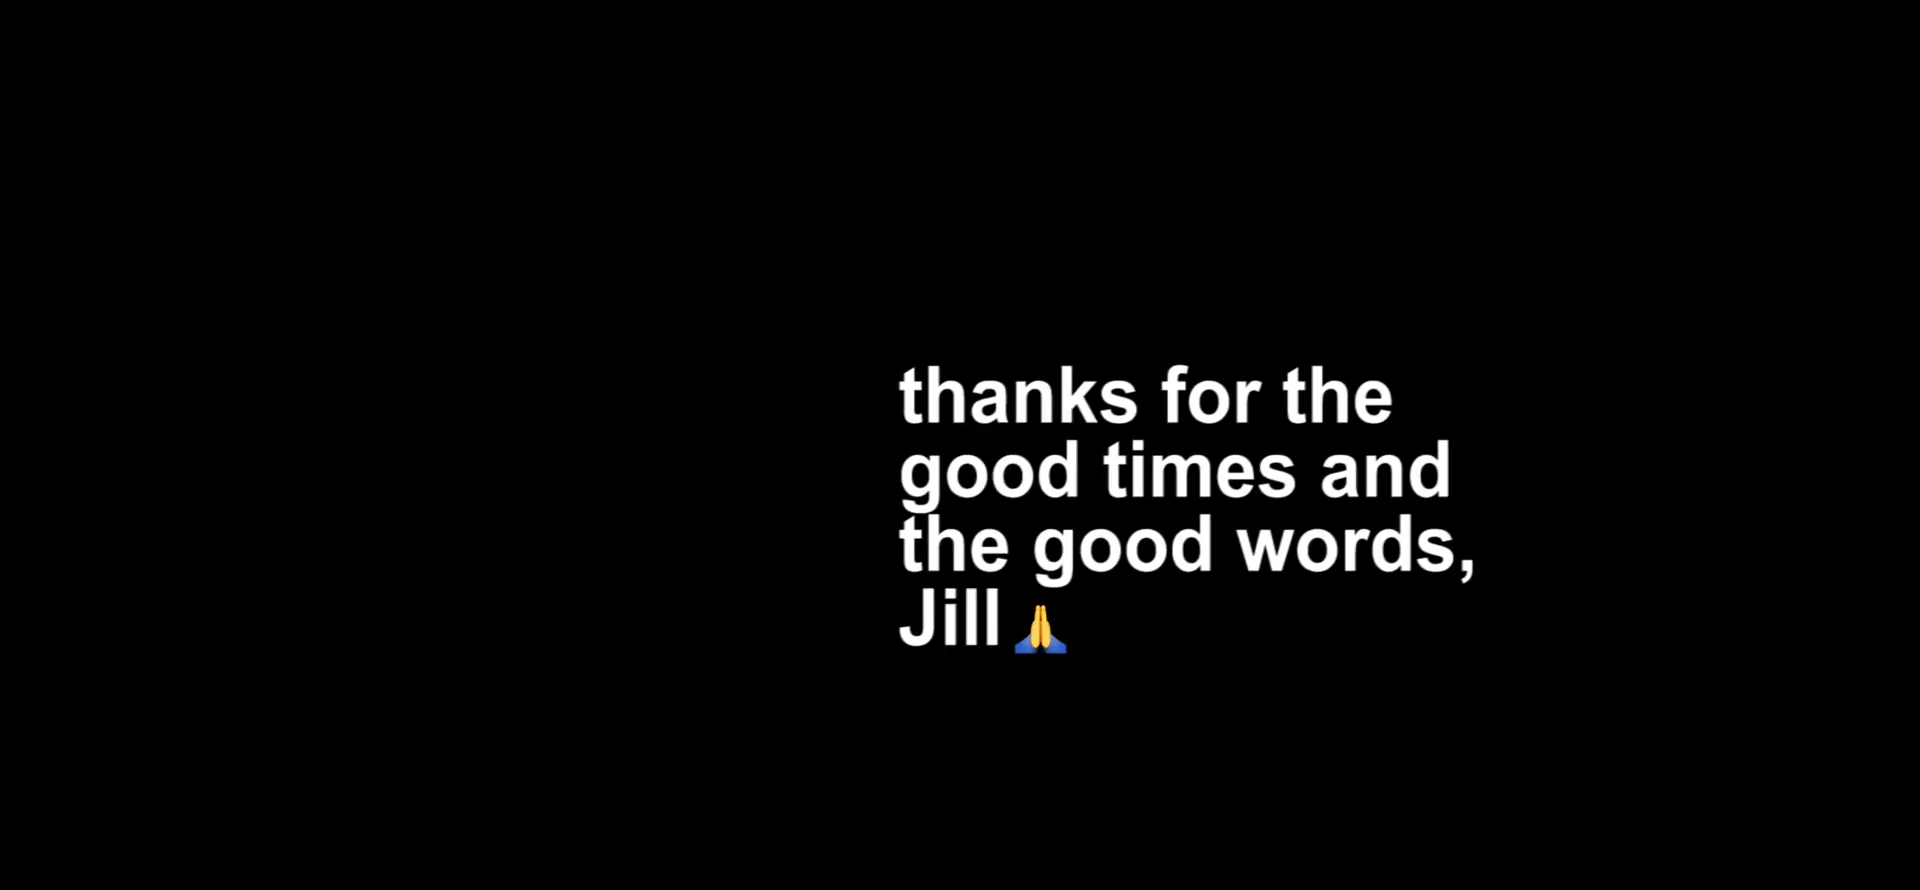 thanks for the
good times and
the good words,
Jill🙏